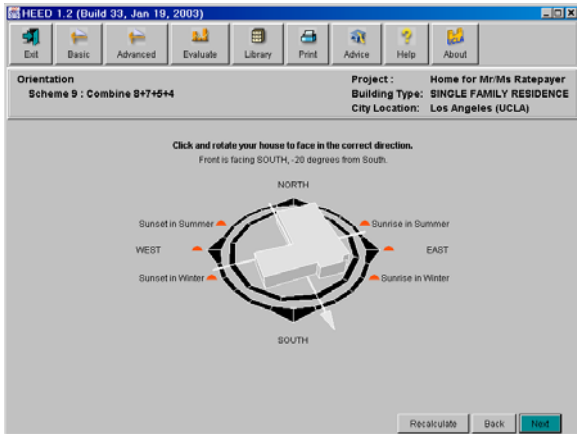 HEED 1.2 (Build 33, Jan 19, 2003)
Exit Basic Advanced Evaluate Library Print Advice Help About
Orientation Project : Home for Mr/Ms Ratepayer
Scheme 9 : Combine 8+7+5+4 Building Type: SINGLE FAMILY RESIDENCE
City Location: Los Angeles (UCLA)
Click and rotate your house to face in the correct direction.
Front is facing SOUTH, -20 degrees from South.
NORTH
Sunset in Summer Sunrise in Summer
WEST EAST
Sunset in Winter Sunrise in Winter
SOUTH
Recalculate Back Next